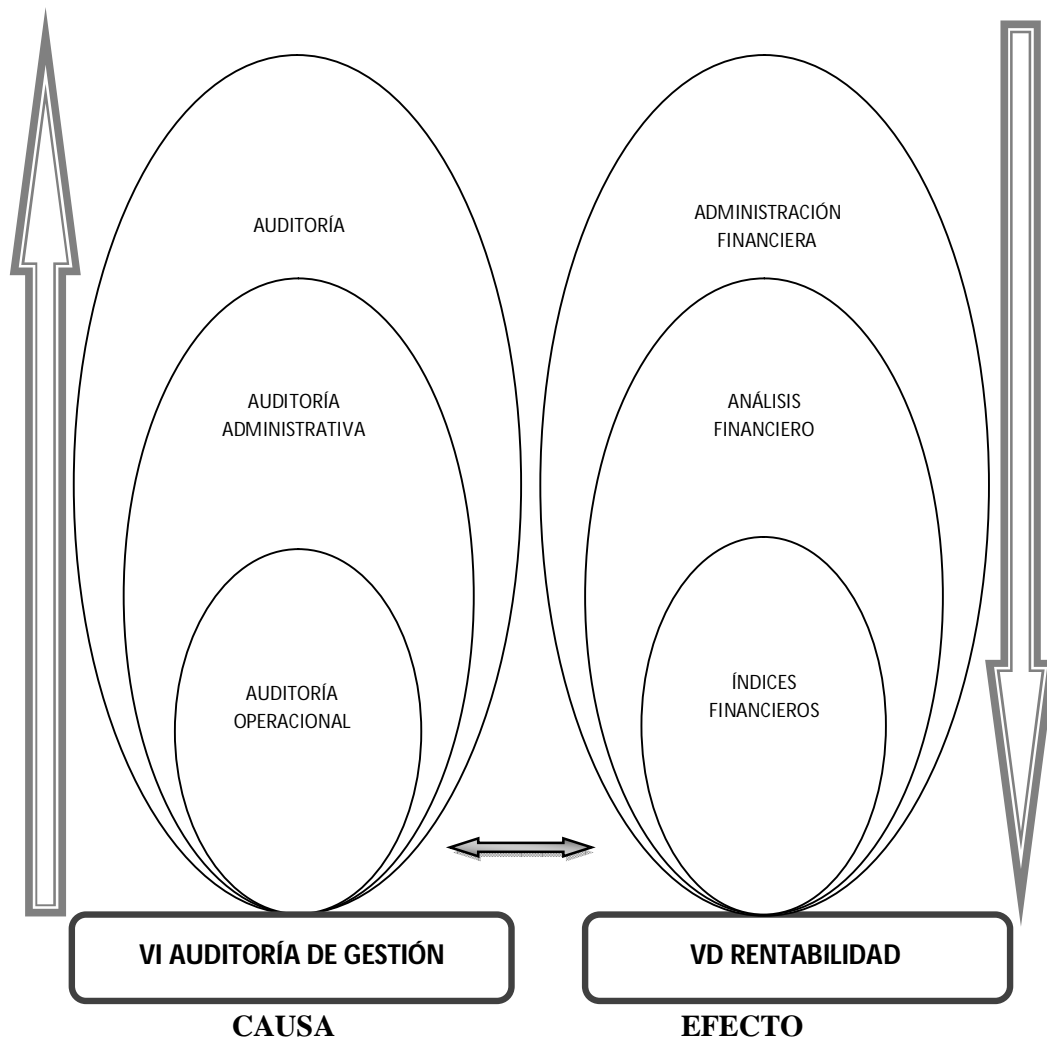 AUDITORÍA
AUDITORÍA
ADMINISTRATIVA
AUDITORÍA
OPERACIONAL
ADMINISTRACIÓN
FINANCIERA
ANÁLISIS
FINANCIERO
ÍNDICES
FINANCIEROS
VI AUDITORÍA DE GESTIÓN
VD RENTABILIDAD
CAUSA
EFECTO